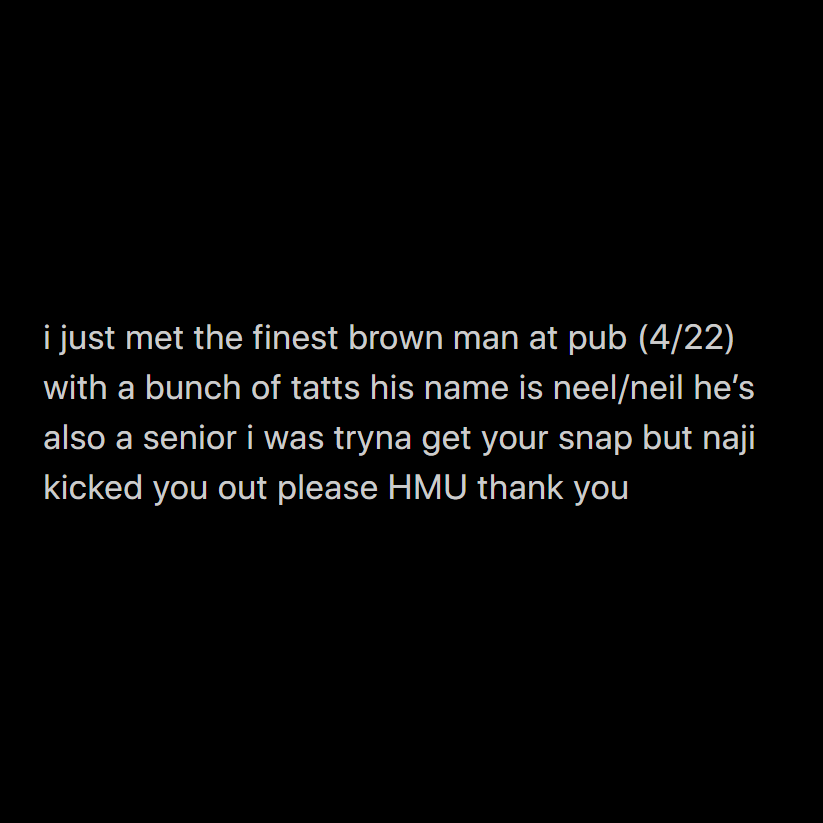 i just met the finest brown man at pub (4/22)
with a bunch of tatts his name is neel/neil he’s
also a senior i was tryna get your snap but naji
kicked you out please HMU thank you